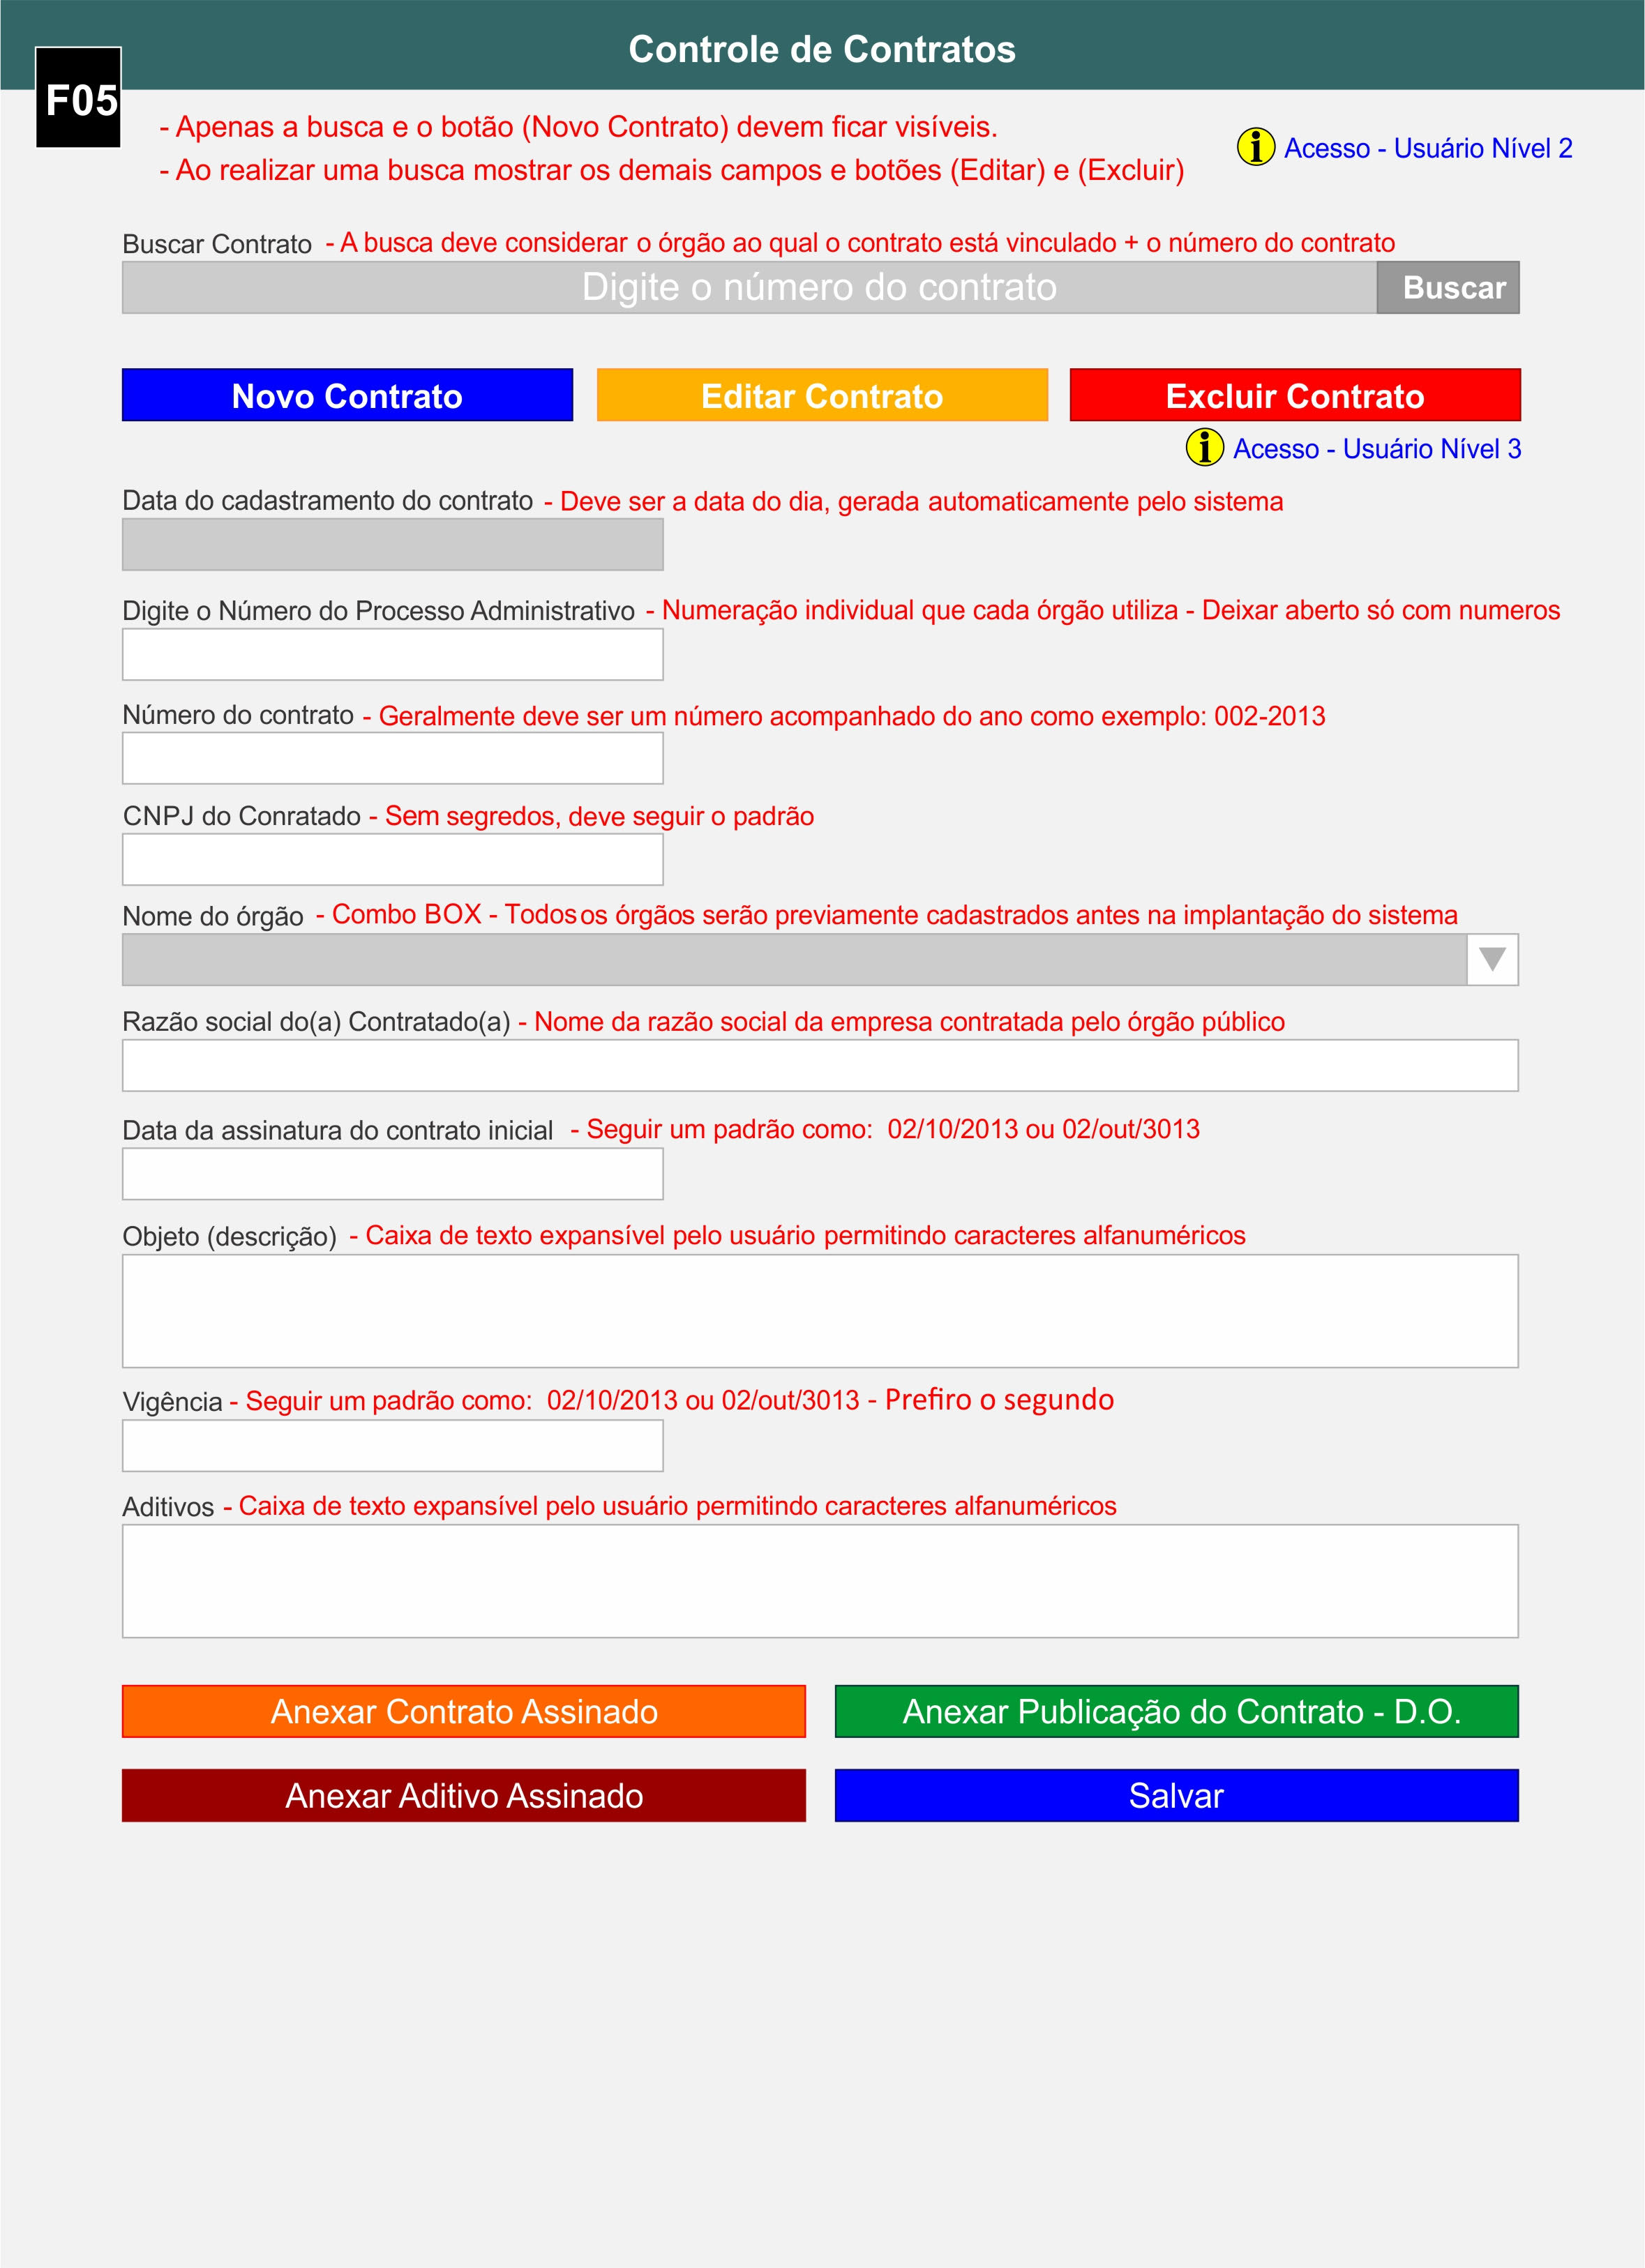 Controle de Contratos
F05
- Apenas a busca e o botão (Novo Contrato) devem ficar visíveis.
- Ao realizar uma busca mostrar os demais campos e botões (Editar) e (Excluir)
Acesso - Usuário Nível 2
Buscar Contrato - A busca deve considerar o órgão ao qual o contrato está vinculado + o número do contrato
Digite o número do contrato Buscar
Novo Contrato Editar Contrato Excluir Contrato
Acesso - Usuário Nível 3
Data do cadastramento do contrato - Deve ser a data do dia, gerada automaticamente pelo sistema
Digite o Número do Processo Administrativo - Numeração individual que cada órgão utiliza - Deixar aberto só com numeros
Número do contrato - Geralmente deve ser um número acompanhado do ano como exemplo: 002-2013
CNPJ do Conratado - Sem segredos, deve seguir o padrão
Nome do órgão - Combo BOX - Todos os órgãos serão previamente cadastrados antes na implantação do sistema
Razão social do(a) Contratado(a) - Nome da razão social da empresa contratada pelo órgão público
Data da assinatura do contrato inicial - Seguir um padrão como: 02/10/2013 ou 02/out/3013
Objeto (descrição) - Caixa de texto expansível pelo usuário permitindo caracteres alfanuméricos
Vigência - Seguir um padrão como: 02/10/2013 ou 02/out/3013 - Prefiro o segundo
Aditivos - Caixa de texto expansível pelo usuário permitindo caracteres alfanuméricos
Anexar Contrato Assinado Anexar Publicação do Contrato - D.O.
Anexar Aditivo Assinado Salvar